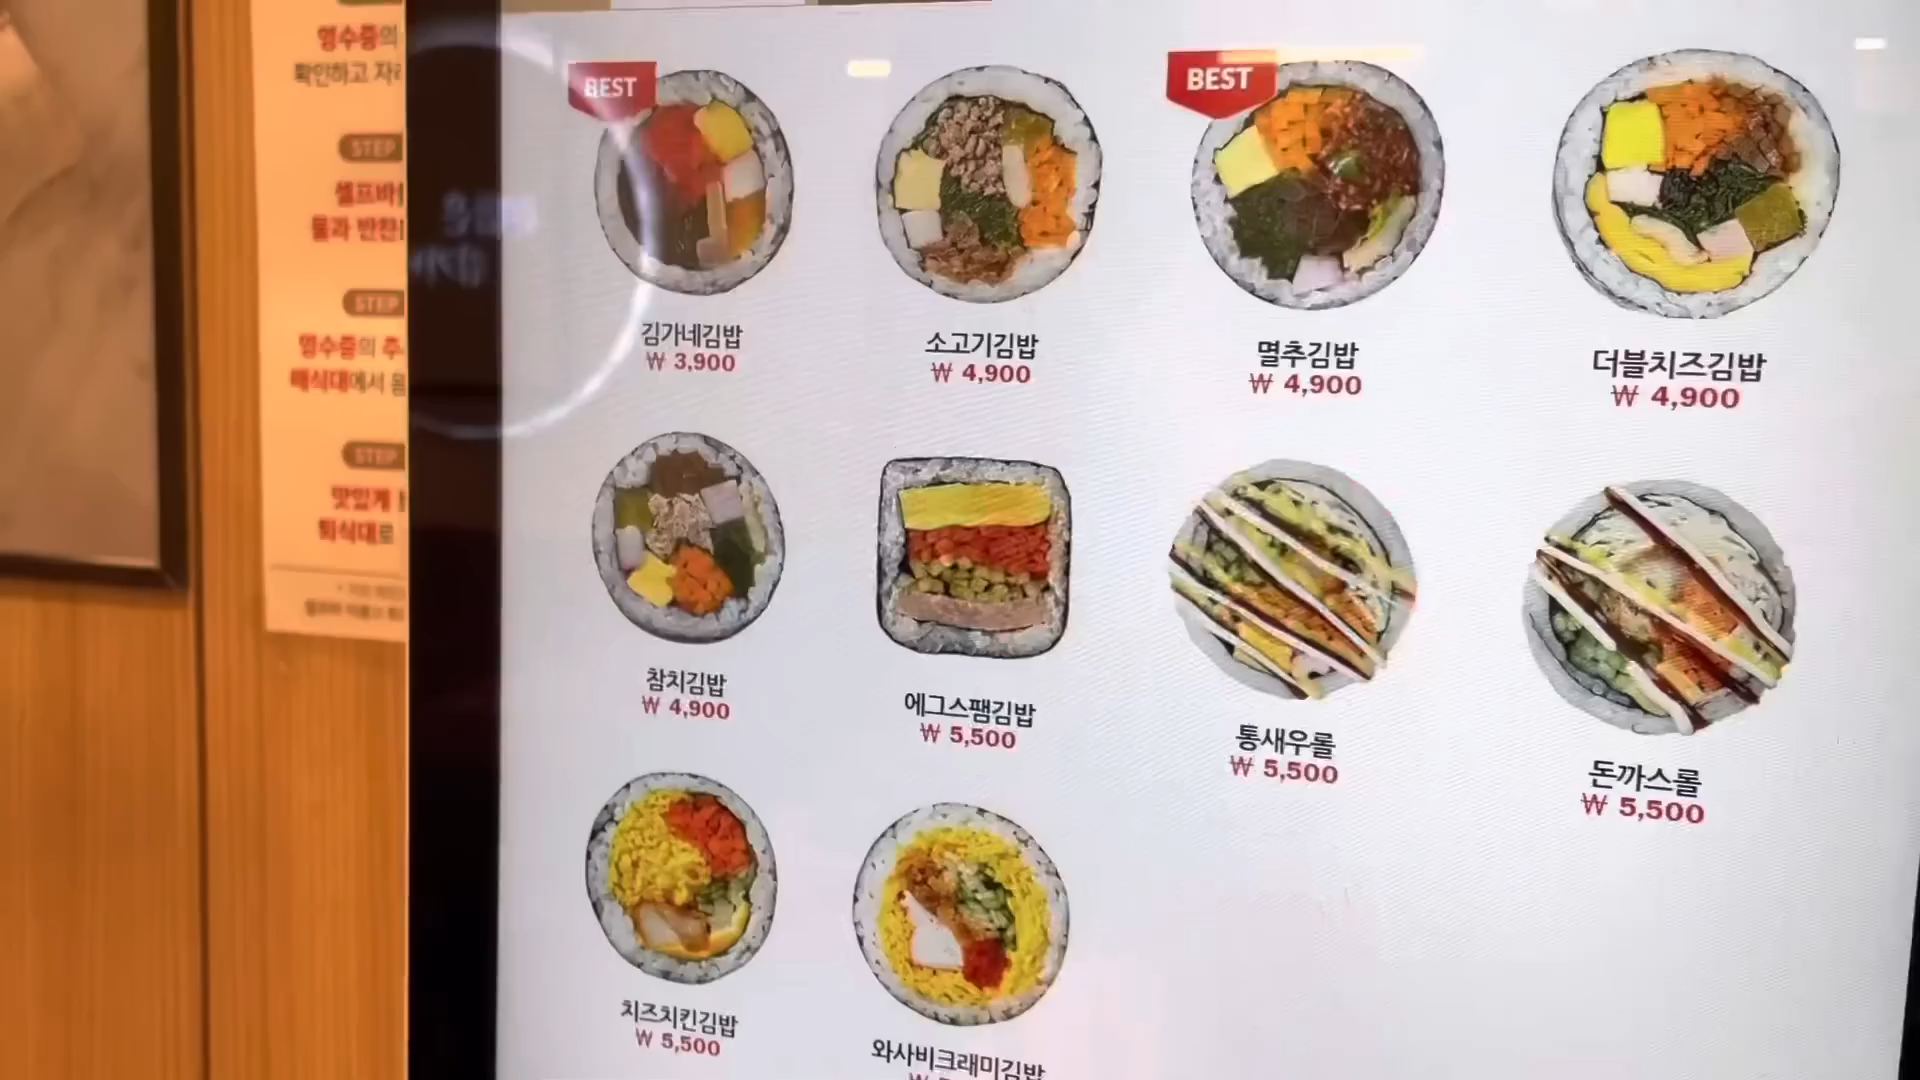 영수증의
확인하고
STEP
셀프바
물과 반찬
STEP
영수증의 주
배식대에서
STEP
맛있게
퇴식대로
BEST
BEST
김가네김밥
₩ 3,900
소고기김밥
₩ 4,900
멸추김밥
₩ 4,900
더블치즈김밥
₩ 4,900
참치김밥
₩ 4,900
에그스팸김밥
₩ 5,500
통새우롤
₩ 5,500
돈까스롤
₩ 5,500
치즈치킨김밥
₩ 5,500
와사비크래미김밥
₩